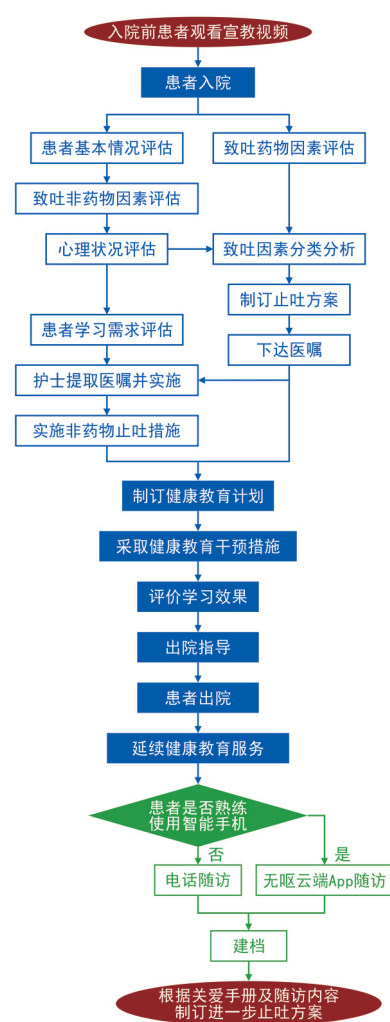 入院前患者观看宣教视频
患者入院
患者基本情况评估
致吐药物因素评估
致吐非药物因素评估
心理状况评估
致吐因素分类分析
制订止吐方案
患者学习需求评估
下达医嘱
护士提取医嘱并实施
实施非药物止吐措施
制订健康教育计划
采取健康教育干预措施
评价学习效果
出院指导
患者出院
延续健康教育服务
患者是否熟练
使用智能手机
否
是
电话随访
无呕云端App随访
建档
根据关爱手册及随访内容
制订进一步止吐方案